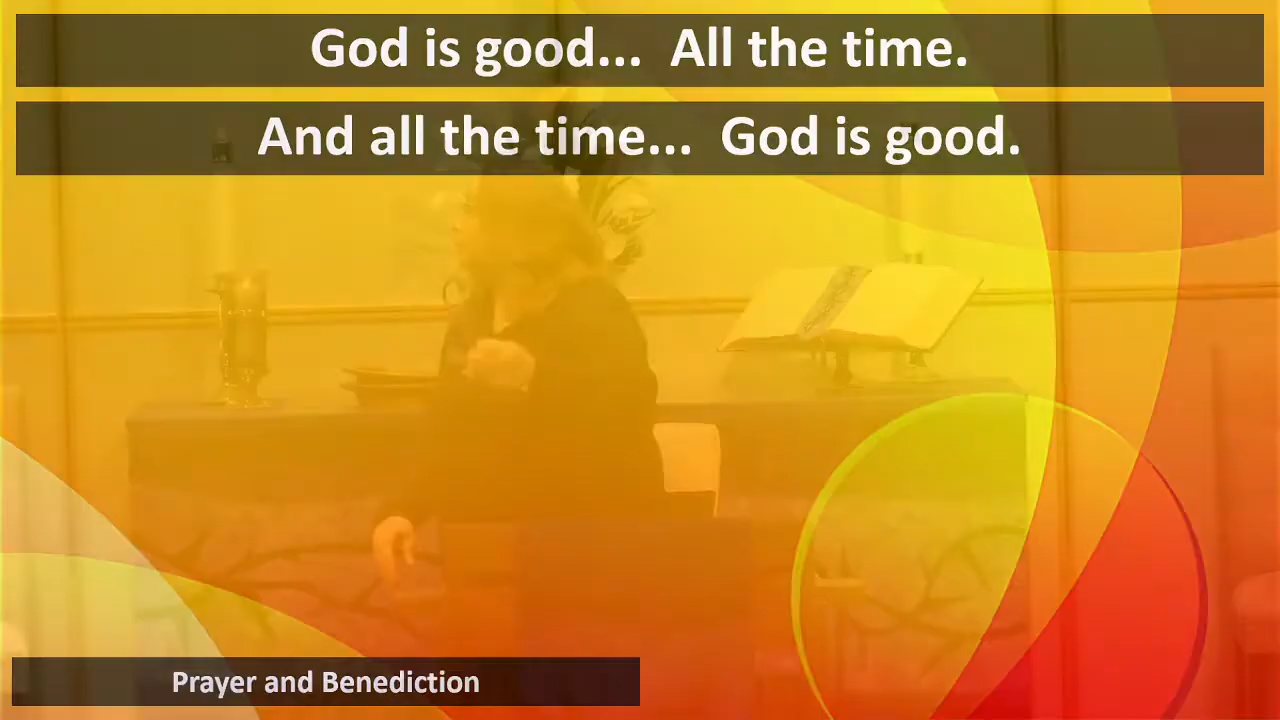 God is good...  All the time.
And all the time...  God is good.
Prayer and Benediction